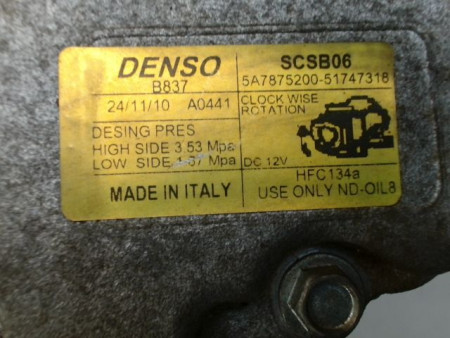 DENSO
B837
24/11/10 A0441
DESING PRES
HIGH SIDE 3.53 Mpa
LOW SIDE Mpa
MADE IN ITALY
SCSB06
5A7875200-51747318
CLOCK WISE
ROTATION
DC 12V
HFC134a
USE ONLY ND-OIL8